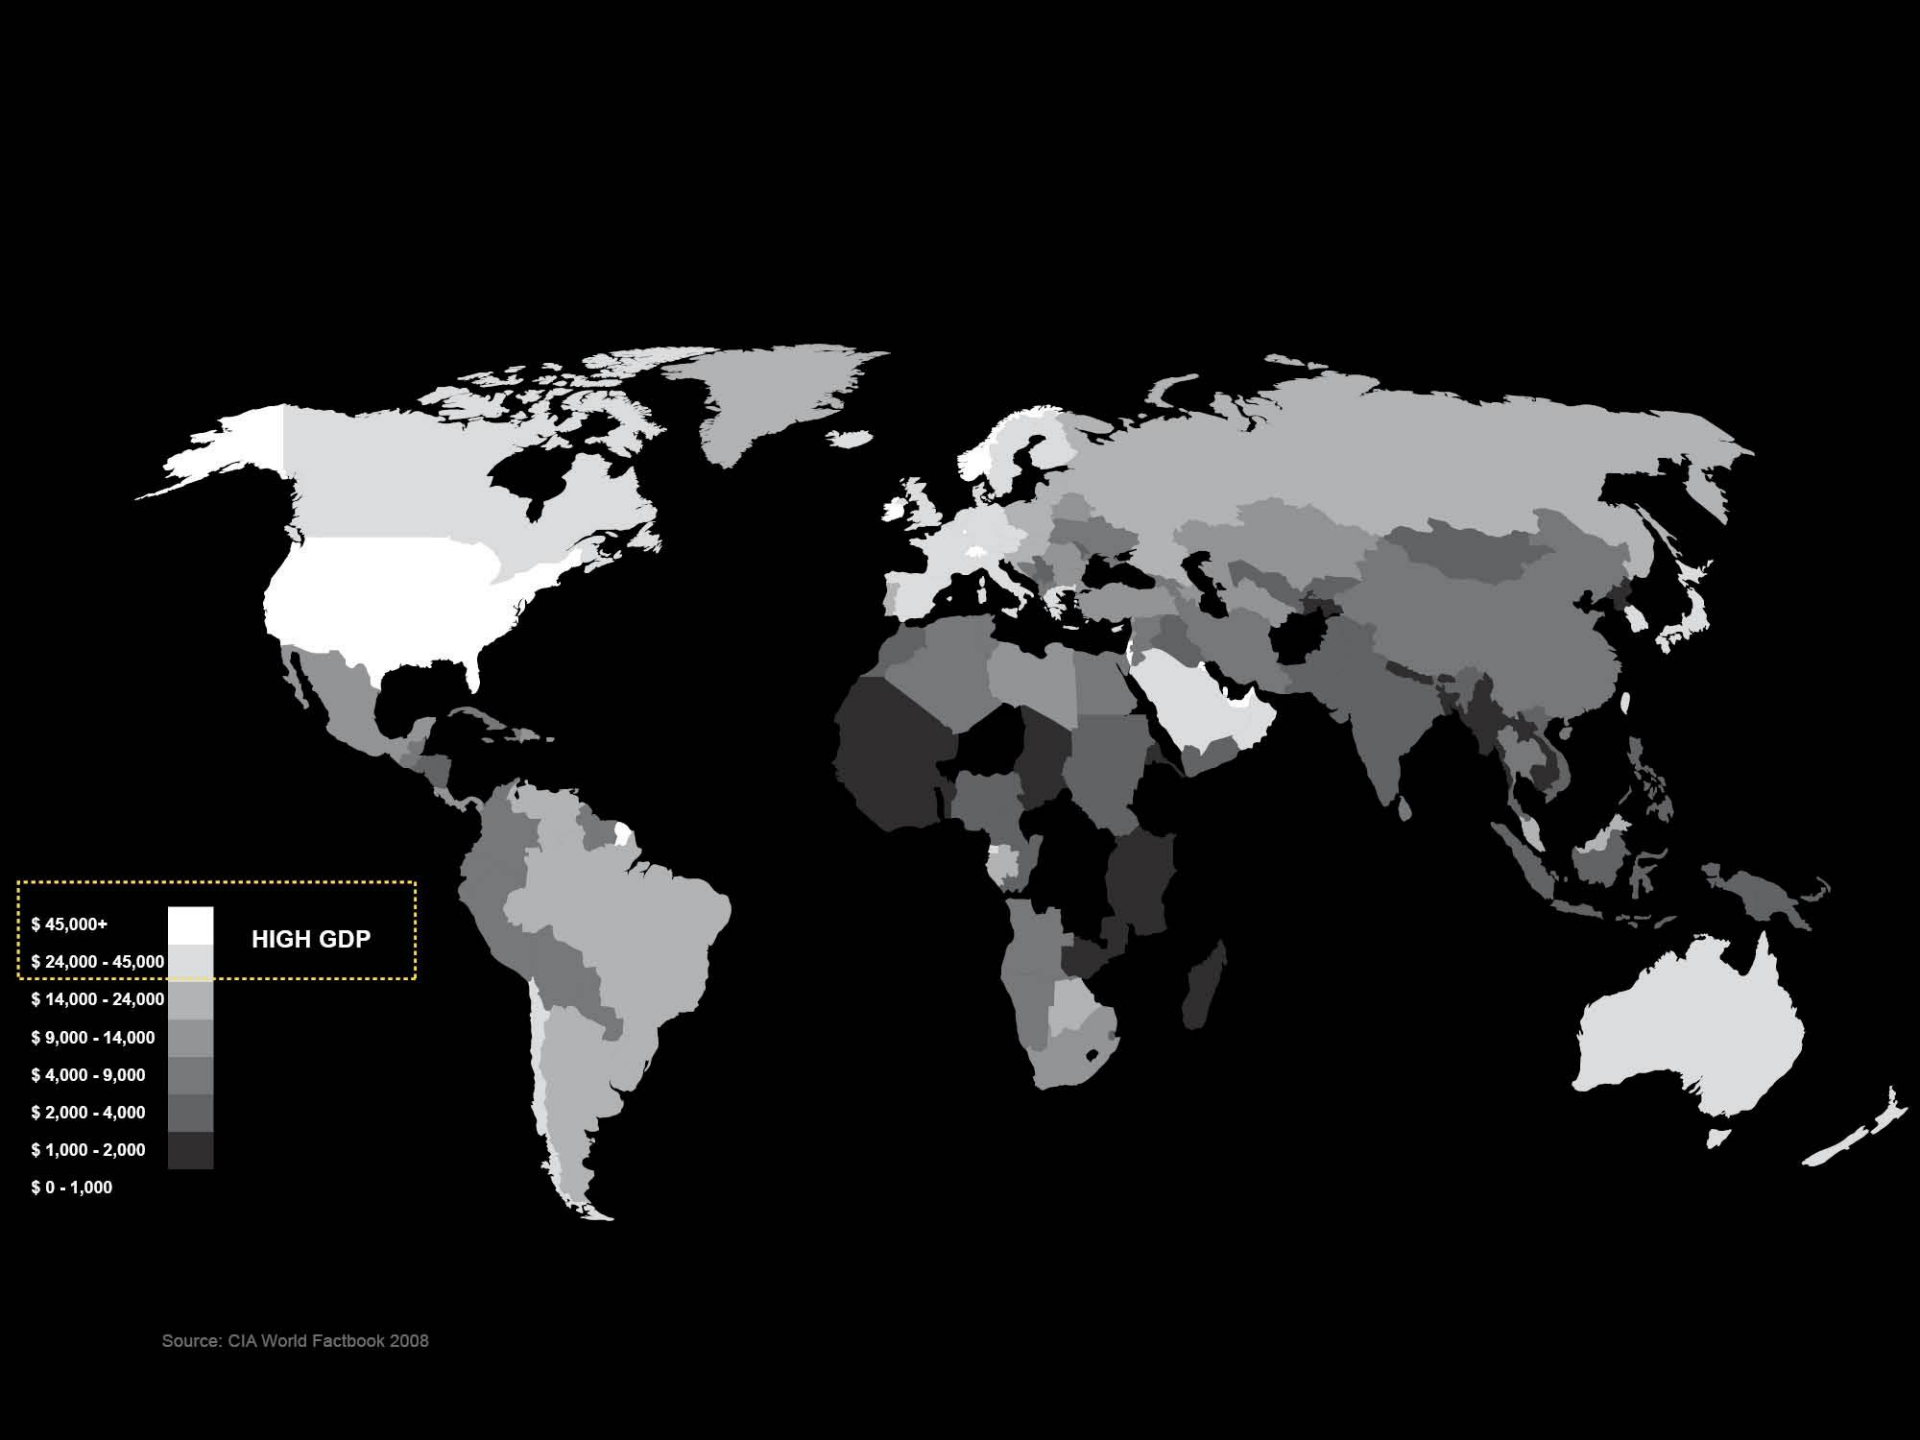 $ 45,000+
$ 24,000 - 45,000
HIGH GDP
$ 14,000 - 24,000
$ 9,000 - 14,000
$ 4,000 - 9,000
$ 2,000 - 4,000
$ 1,000 - 2,000
$ 0 - 1,000
Source: CIA World Factbook 2008